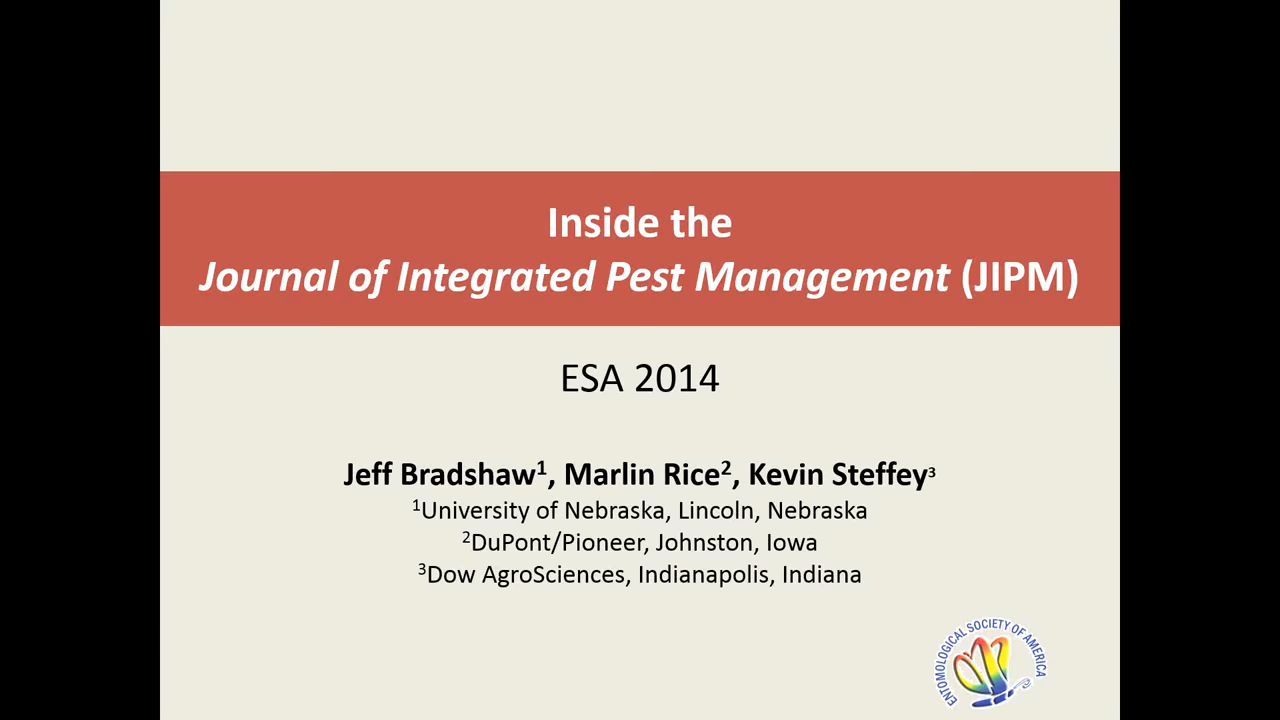 Inside the
Journal of Integrated Pest Management (JIPM)
ESA 2014
Jeff Bradshaw¹, Marlin Rice², Kevin Steffey³
¹University of Nebraska, Lincoln, Nebraska
²DuPont/Pioneer, Johnston, Iowa
³Dow AgroSciences, Indianapolis, Indiana
ENTOMOLOGICAL SOCIETY OF AMERICA